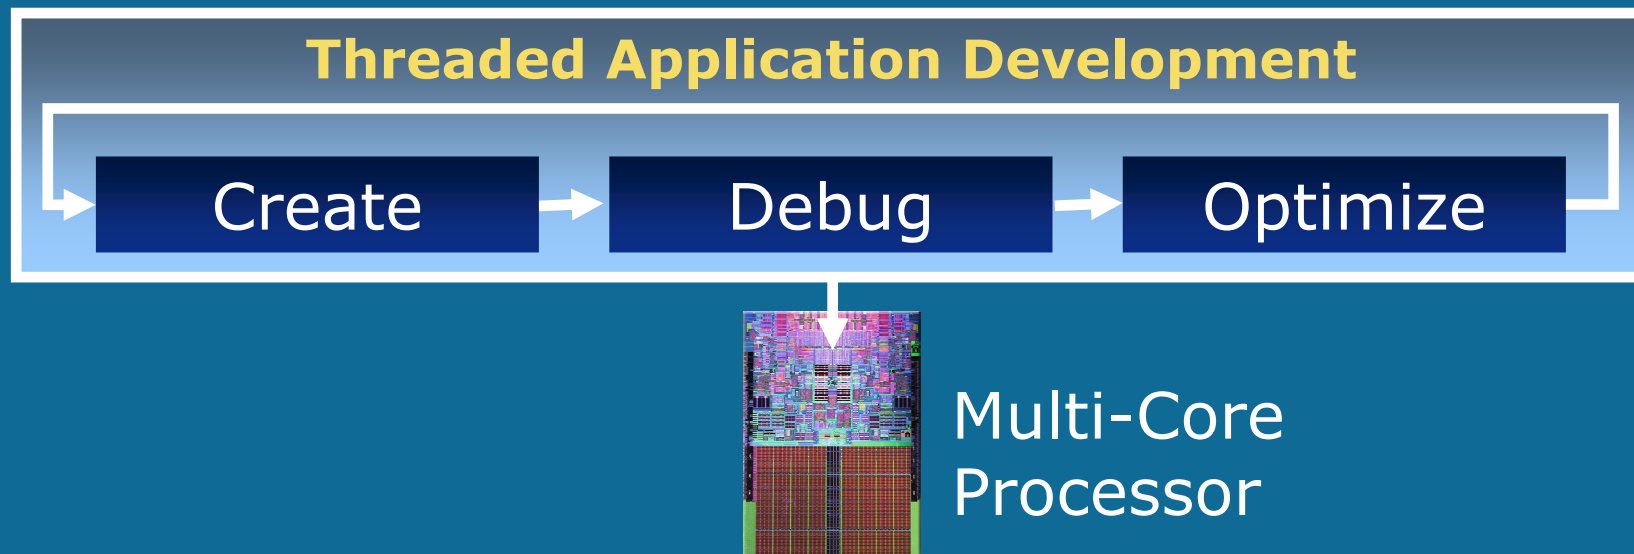 Threaded Application Development
Create
Debug
Optimize
Multi-Core
Processor